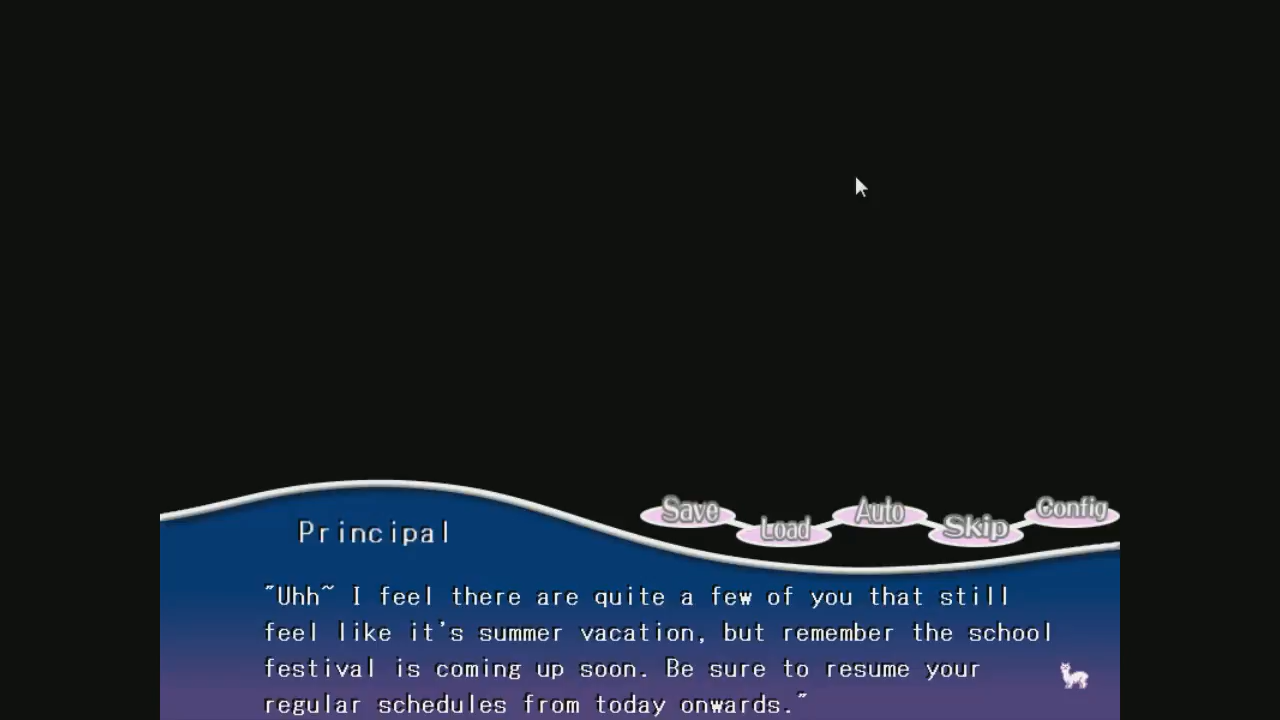 Save Load Auto Skip Config
Principal
"Uhh~ I feel there are quite a few of you that still
feel like it's summer vacation, but remember the school
festival is coming up soon. Be sure to resume your
regular schedules from today onwards."